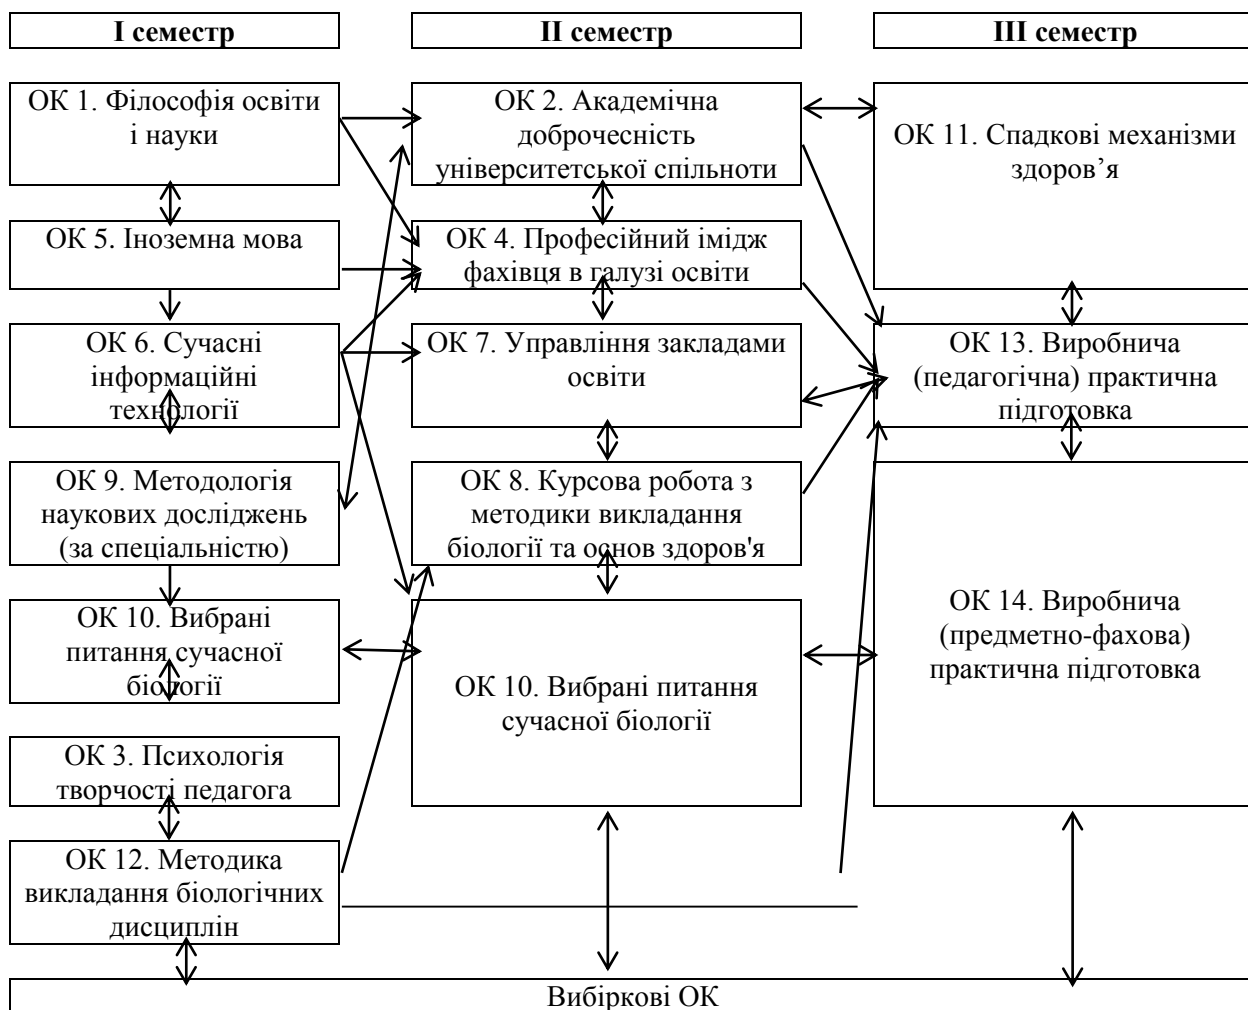 І семестр
ІІ семестр
ІІІ семестр
ОК 1. Філософія освіти
і науки
ОК 5. Іноземна мова
ОК 6. Сучасні
інформаційні
технології
ОК 9. Методологія
наукових досліджень
(за спеціальністю)
ОК 10. Вибрані
питання сучасної
біології
ОК 3. Психологія
творчості педагога
ОК 12. Методика
викладання біологічних
дисциплін
ОК 2. Академічна
доброчесність
університетської спільноти
ОК 4. Професійний імідж
фахівця в галузі освіти
ОК 7. Управління закладами
освіти
ОК 8. Курсова робота з
методики викладання
біології та основ здоров'я
ОК 10. Вибрані питання
сучасної біології
ОК 11. Спадкові механізми
здоров’я
ОК 13. Виробнича
(педагогічна) практична
підготовка
ОК 14. Виробнича
(предметно-фахова)
практична підготовка
Вибіркові ОК